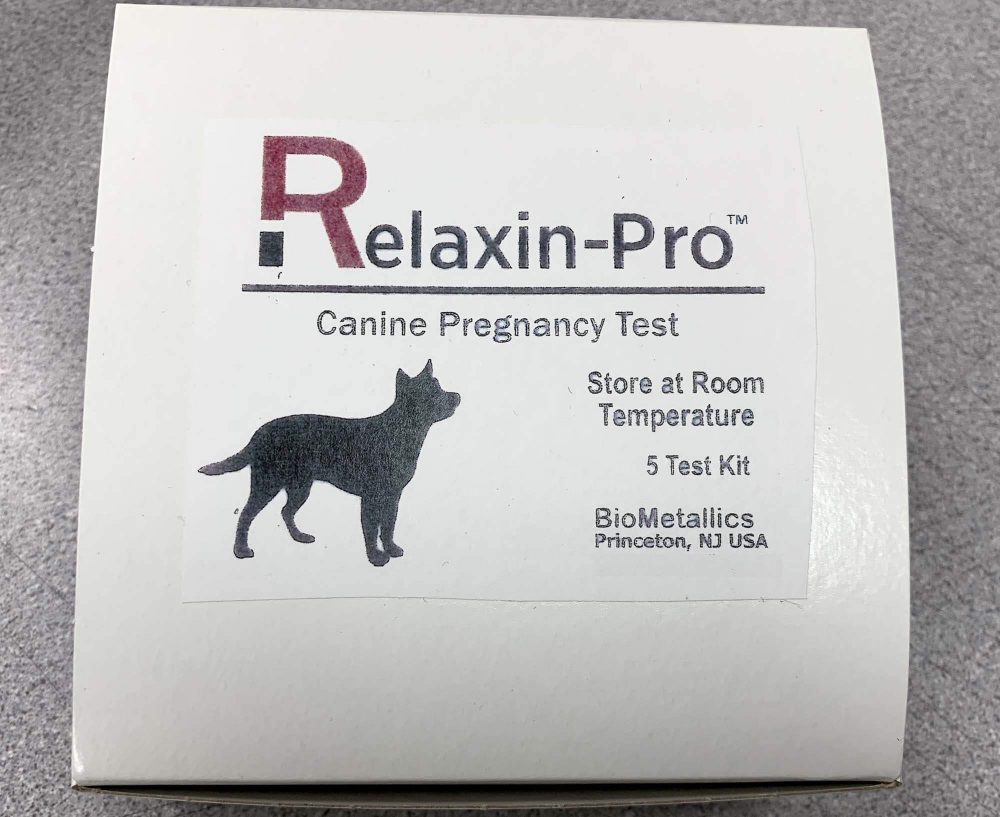 Relaxin-Pro™
Canine Pregnancy Test
Store at Room
Temperature
5 Test Kit
BioMetallics
Princeton, NJ USA